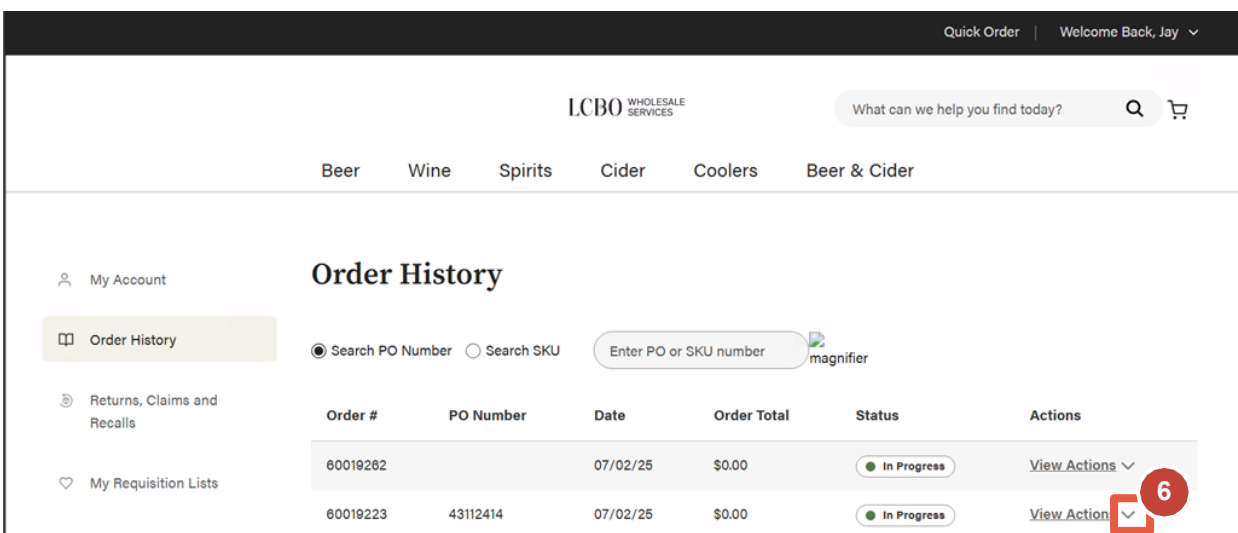 Quick Order | Welcome Back, Jay
LCBO WHOLESALE SERVICES
What can we help you find today?
Beer Wine Spirits Cider Coolers Beer & Cider
My Account
Order History
Returns, Claims and
Recalls
My Requisition Lists
Order History
Search PO Number Search SKU Enter PO or SKU number magnifier
Order # PO Number Date Order Total Status Actions
60019262 07/02/25 $0.00 In Progress View Actions
6
60019223 43112414 07/02/25 $0.00 In Progress View Action